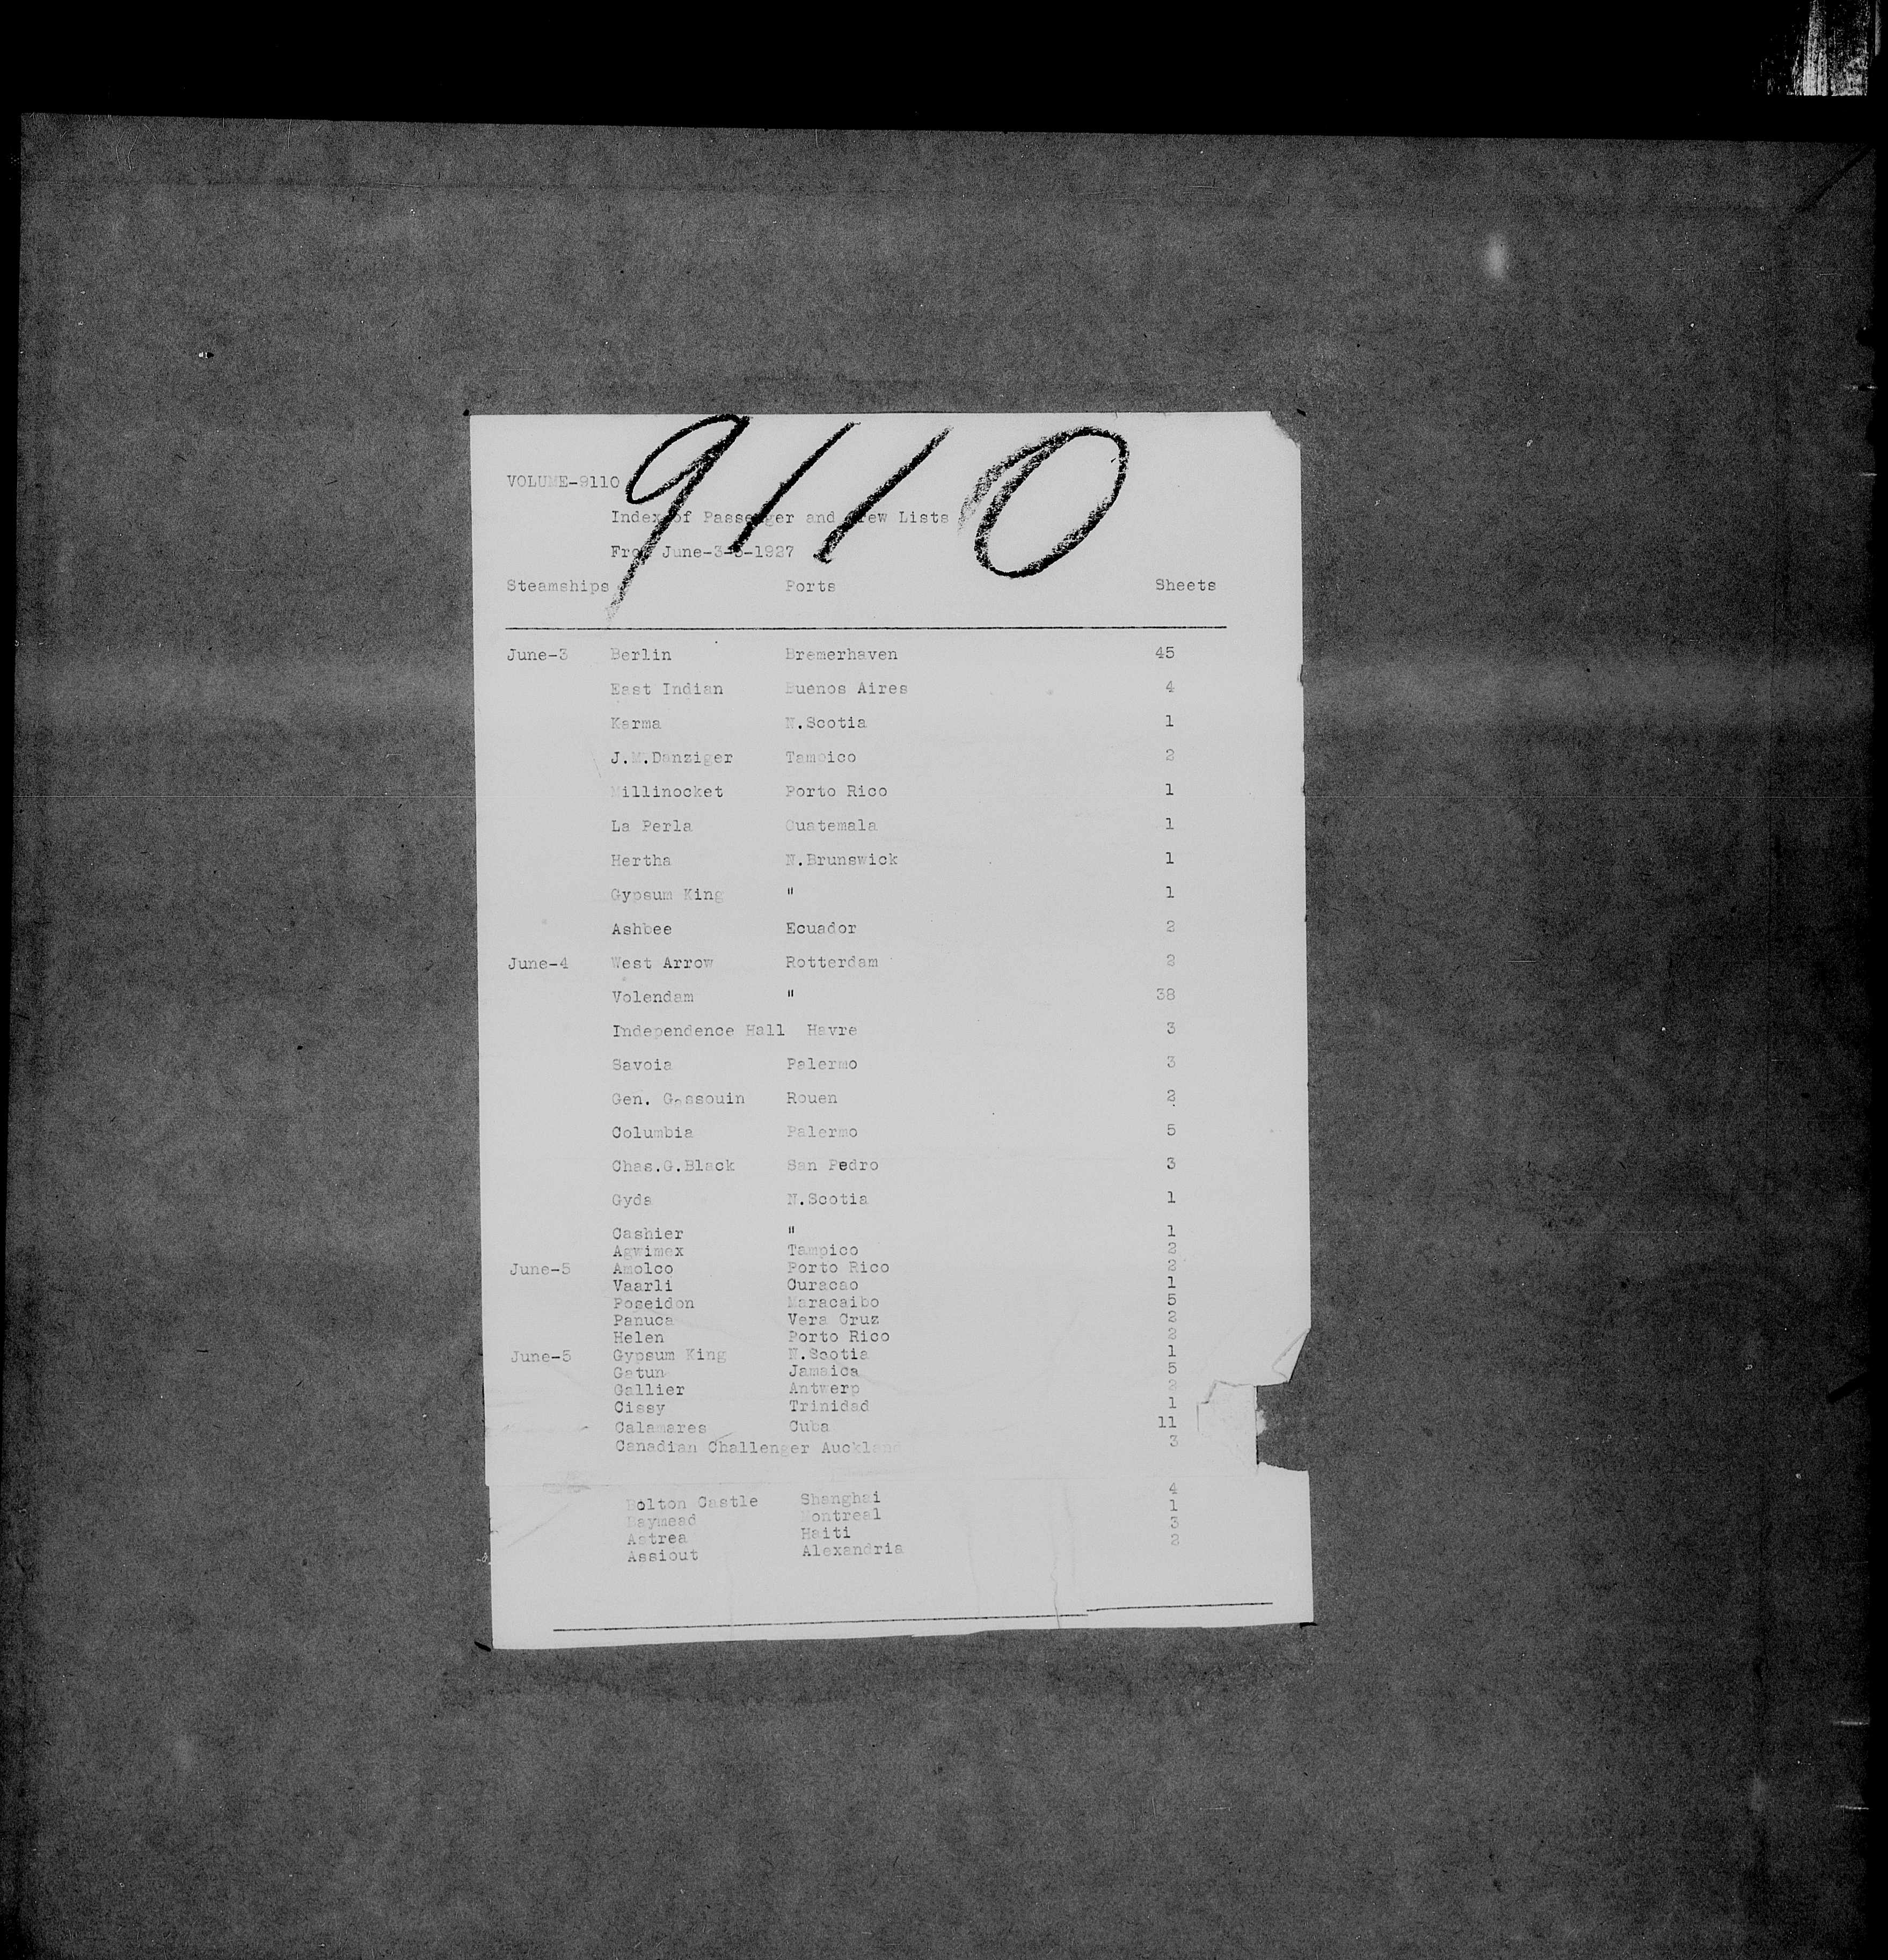 9110
VOLUME-9110
Index of Passenger and Crew Lists
From June-3-5-1927
Steamships Ports Sheets
June-3 Berlin Bremerhaven 45
East Indian Buenos Aires 4
Karma N.Scotia 1
J.M.Danziger Tampico 2
Millinocket Porto Rico 1
La Perla Guatemala 1
Hertha N.Brunswick 1
Gypsum King " 1
Ashbee Ecuador 2
June-4 West Arrow Rotterdam 2
Volendam " 38
Independence Hall Havre 3
Savoia Palermo 3
Gen. Gassouin Rouen 2
Columbia Palermo 5
Chas.G.Black San Pedro 3
Gyda N.Scotia 1
Cashier " 1
Agwimex Tampico 2
June-5 Amolco Porto Rico 2
Vaarli Curacao 1
Poseidon Maracaibo 5
Panuca Vera Cruz 2
Helen Porto Rico 2
June-5 Gypsum King N.Scotia 1
Gatun Jamaica 5
Gallier Antwerp 2
Cissy Trinidad 1
Calamares Cuba 11
Canadian Challenger Auckland 3
Bolton Castle Shanghai 4
Baymead Montreal 1
Astrea Haiti 3
Assiout Alexandria 2